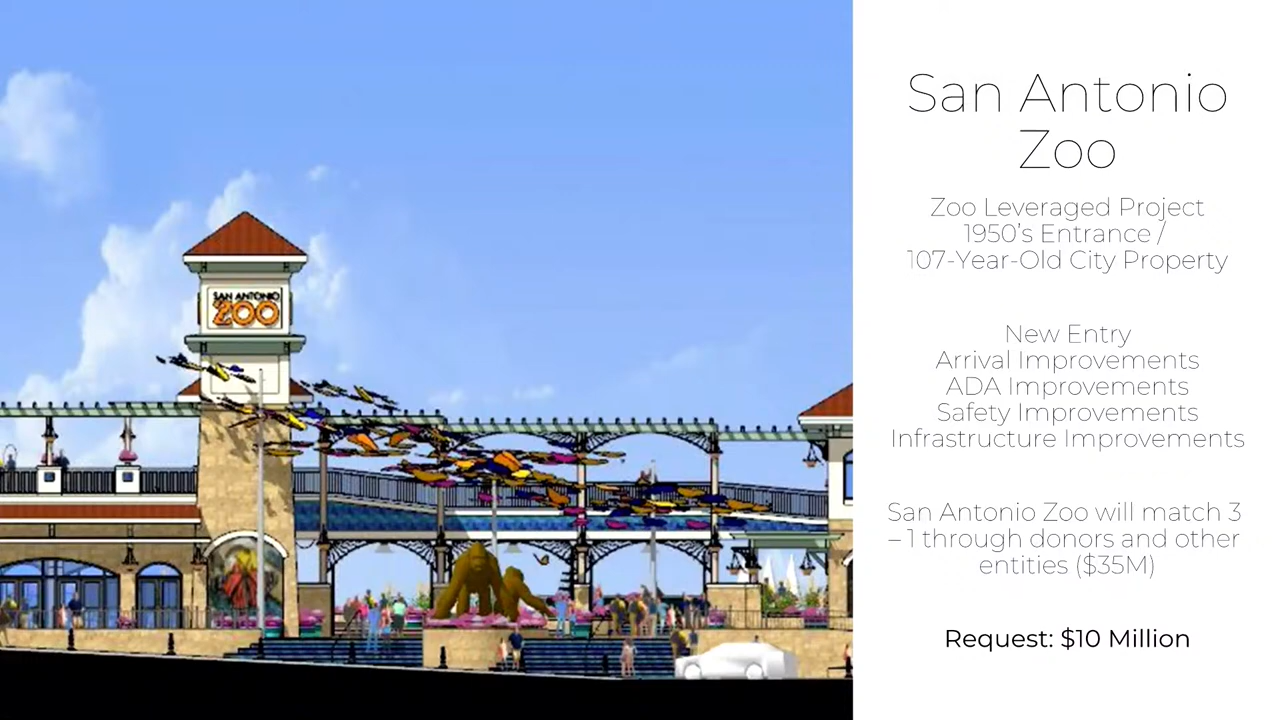 SAN ANTONIO
ZOO
San Antonio
Zoo
Zoo Leveraged Project
1950's Entrance /
107-Year-Old City Property
New Entry
Arrival Improvements
ADA Improvements
Safety Improvements
Infrastructure Improvements
San Antonio Zoo will match 3
– 1 through donors and other
entities ($35M)
Request: $10 Million